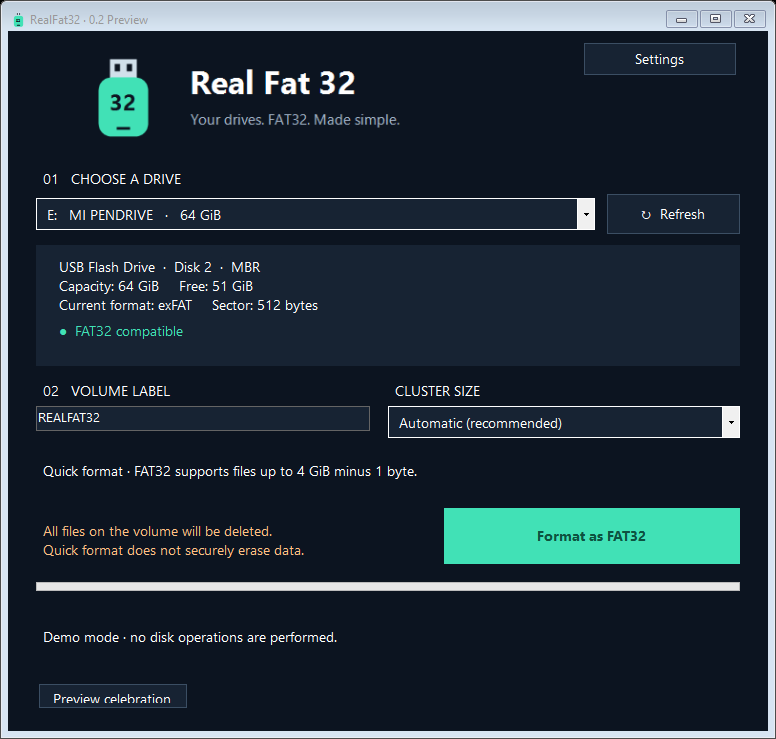 RealFat32 · 0.2 Preview
Settings
32
Real Fat 32
Your drives. FAT32. Made simple.
01 CHOOSE A DRIVE
E: MI PENDRIVE · 64 GiB
↻ Refresh
USB Flash Drive · Disk 2 · MBR
Capacity: 64 GiB Free: 51 GiB
Current format: exFAT Sector: 512 bytes
● FAT32 compatible
02 VOLUME LABEL
CLUSTER SIZE
REALFAT32
Automatic (recommended)
Quick format · FAT32 supports files up to 4 GiB minus 1 byte.
All files on the volume will be deleted.
Quick format does not securely erase data.
Format as FAT32
Demo mode · no disk operations are performed.
Preview celebration